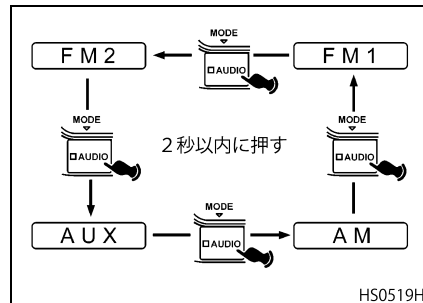 MODE
FM2
AUDIO
FM1
MODE
AUDIO
2秒以内に押す
MODE
AUDIO
MODE
AUX
AUDIO
AM
HS0519H